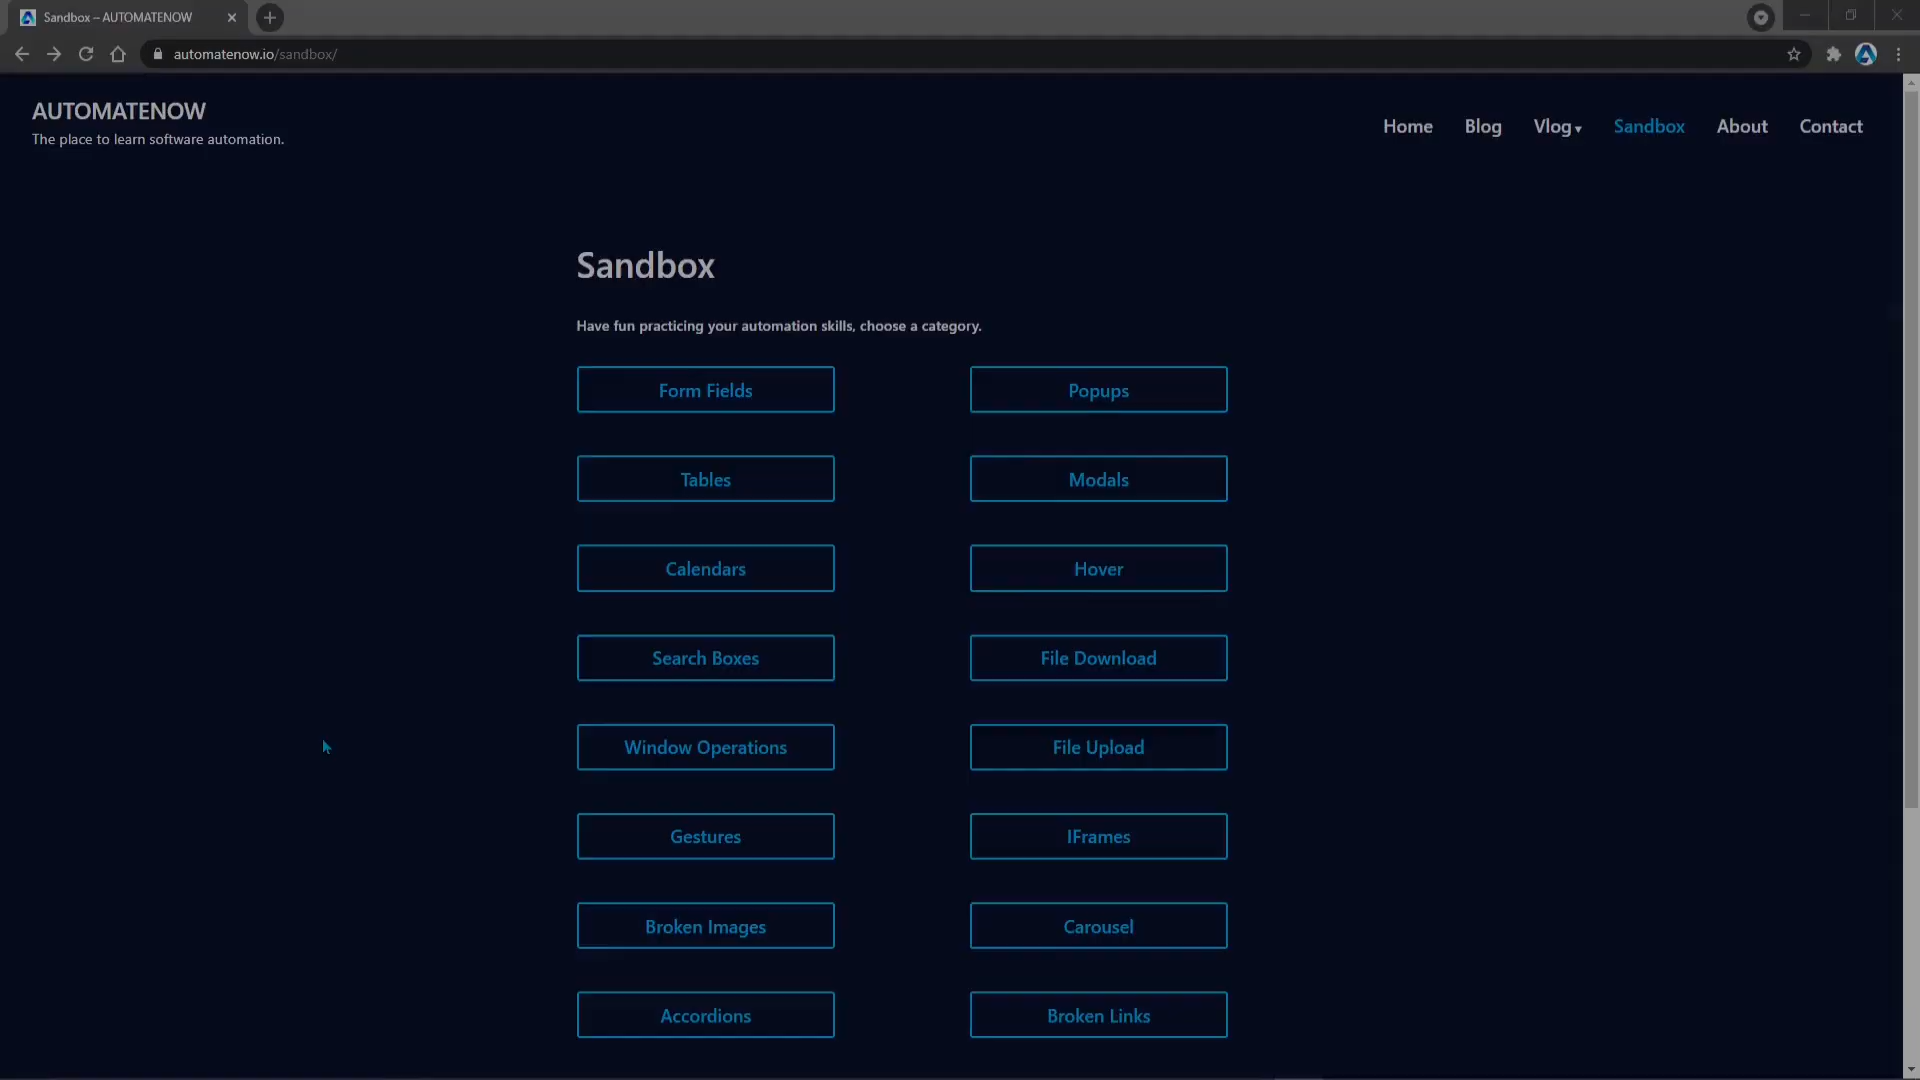 Sandbox – AUTOMATENOW
automatenow.io/sandbox/
AUTOMATENOW
The place to learn software automation.
Home
Blog
Vlog▾
Sandbox
About
Contact
Sandbox
Have fun practicing your automation skills, choose a category.
Form Fields
Popups
Tables
Modals
Calendars
Hover
Search Boxes
File Download
Window Operations
File Upload
Gestures
IFrames
Broken Images
Carousel
Accordions
Broken Links